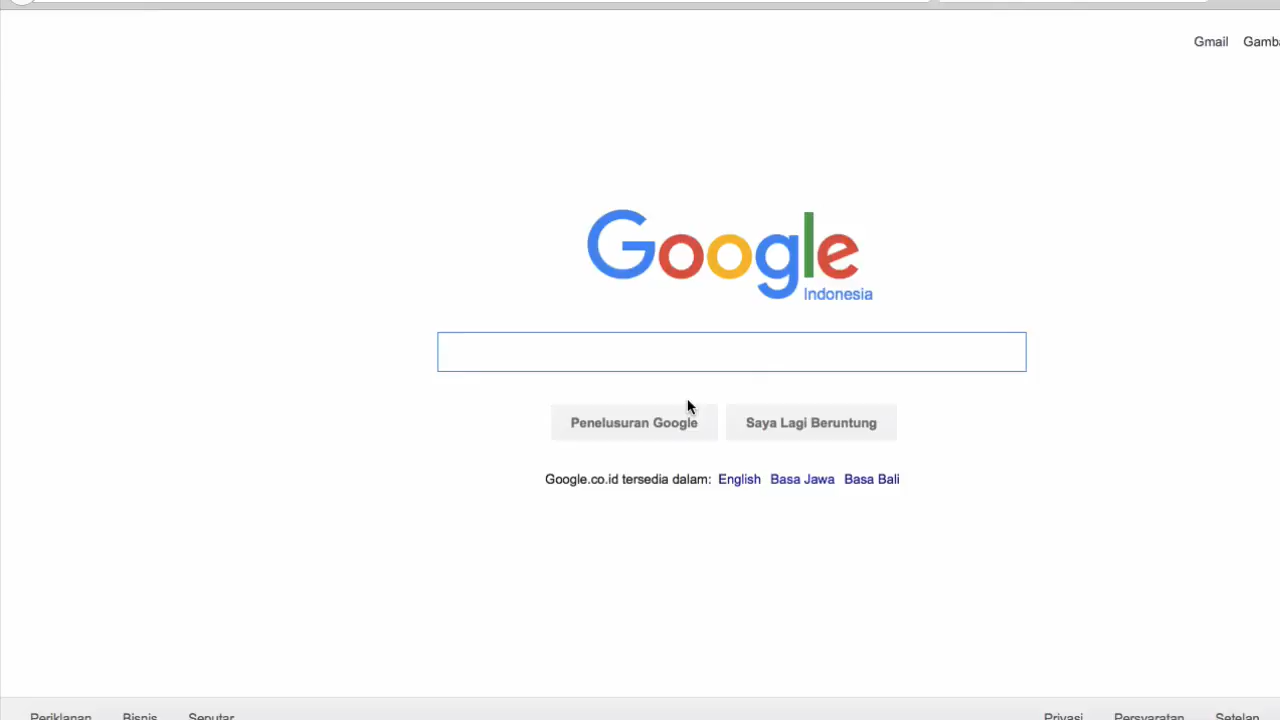 Gmail
Google
Indonesia
Penelusuran Google Saya Lagi Beruntung
Google.co.id tersedia dalam: English Basa Jawa Basa Bali
Periklanan Bisnis Seputar Privasi Persyaratan Setelan